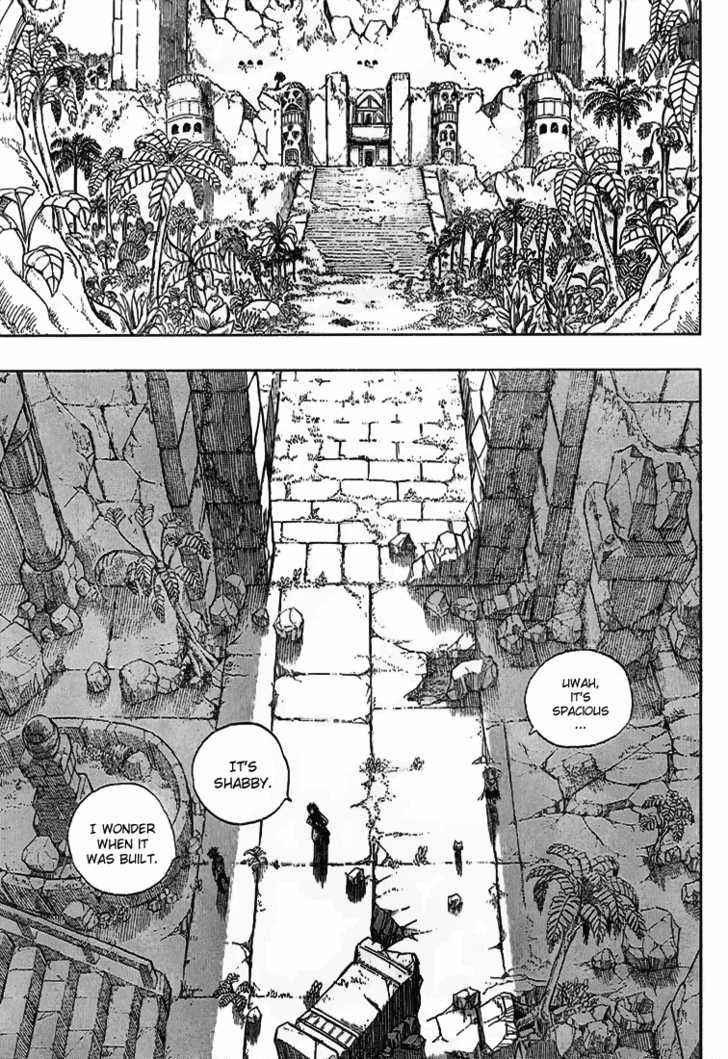 UWAH,
IT'S
SPACIOUS
...
IT'S
SHABBY.
I WONDER
WHEN IT
WAS BUILT.